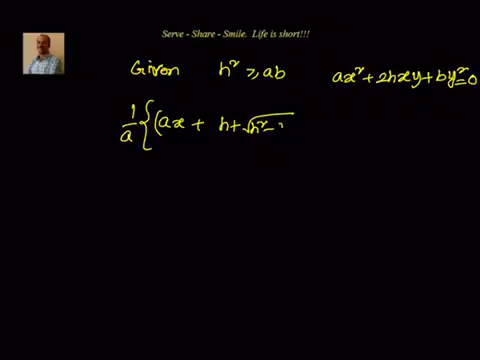 Serve - Share - Smile. Life is short!!!
Given h² ≥ ab
ax² + 2hxy + by² = 0
1/a {(ax + h + √h² -